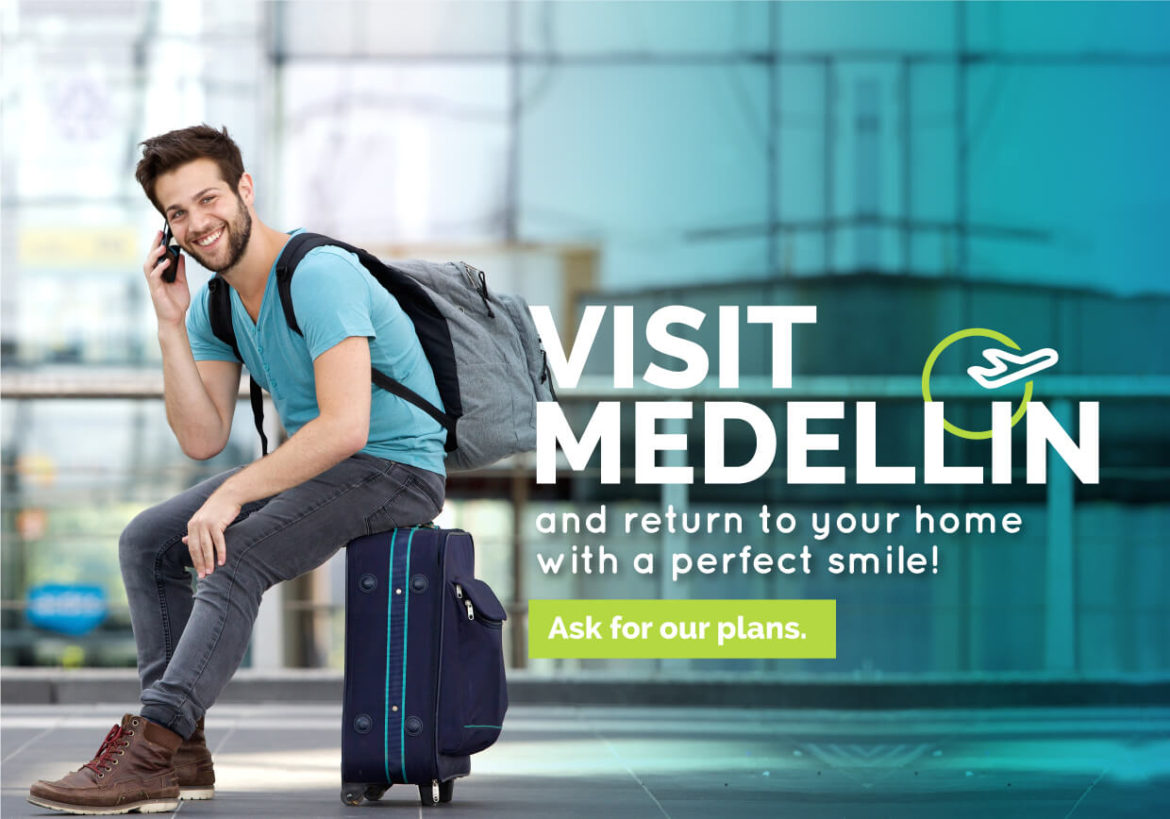 VISIT
MEDELLIN
and return to your home
with a perfect smile!
Ask for our plans.